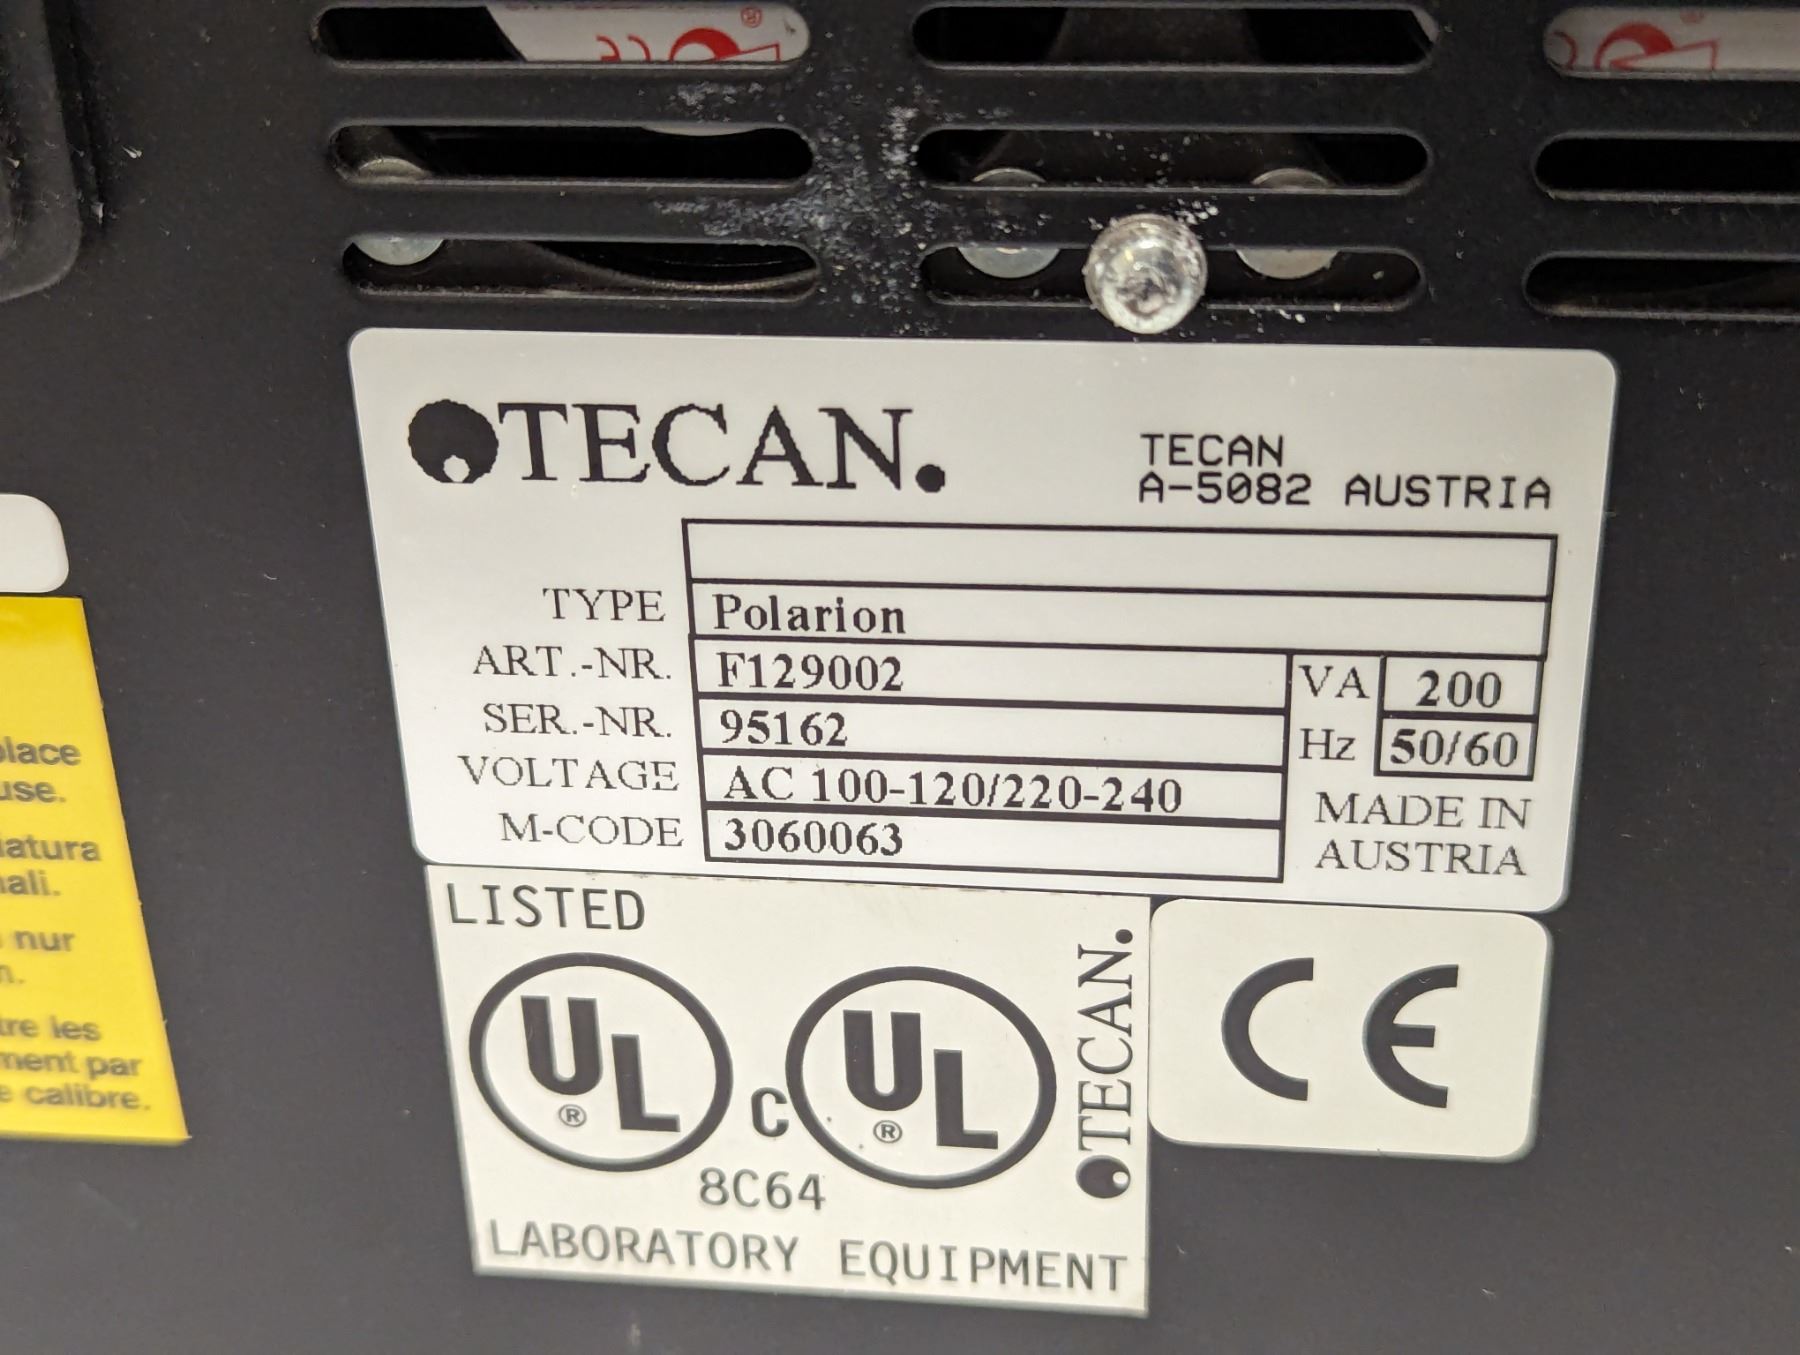 TECAN.
TECAN
A-5082 AUSTRIA
TYPE Polarion
ART.-NR. F129002 VA 200
SER.-NR. 95162 Hz 50/60
VOLTAGE AC 100-120/220-240
M-CODE 3060063
MADE IN
AUSTRIA
LISTED
UL ® C UL ®
8C64
TECAN.
LABORATORY EQUIPMENT
CE
place
use.
iatura
ali.
nur
n.
tre les
ment par
e calibre.